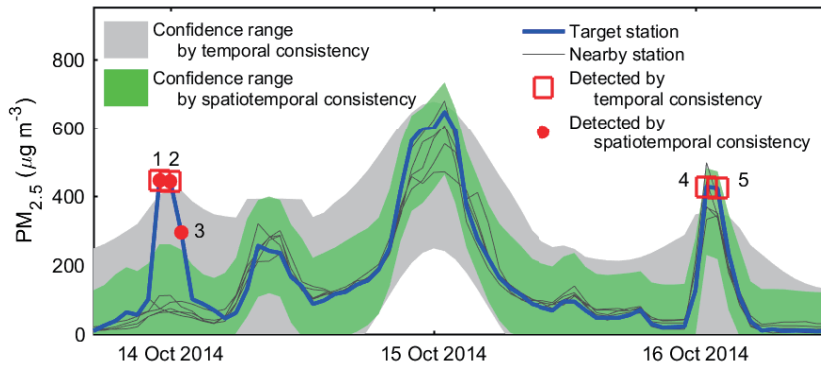 Confidence range
by temporal consistency
Confidence range
by spatiotemporal consistency
Target station
Nearby station
Detected by
temporal consistency
Detected by
spatiotemporal consistency
PM2.5 (μg m-3)
800
600
400
200
0
1 2
3
4 5
14 Oct 2014
15 Oct 2014
16 Oct 2014